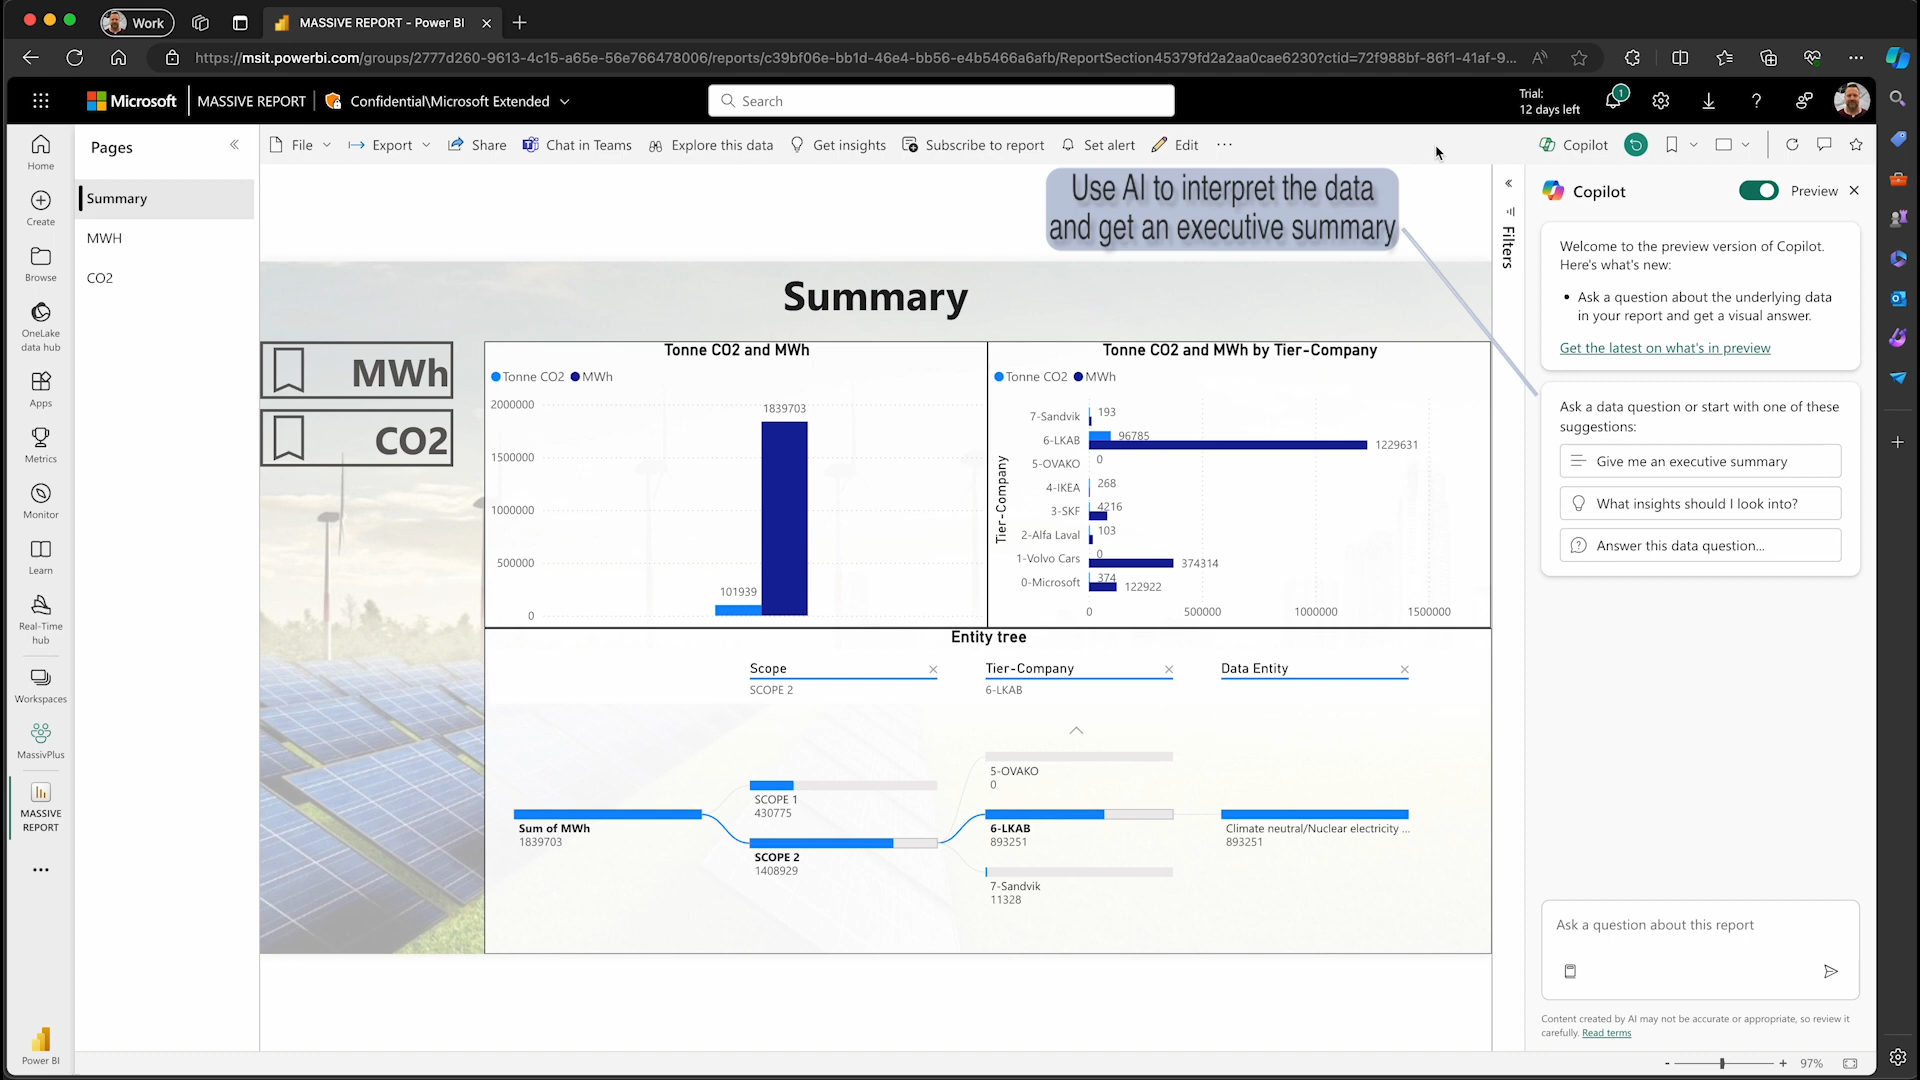 Work
MASSIVE REPORT - Power BI
https://msit.powerbi.com/groups/2777d260-9613-4c15-a65e-56e766478006/reports/c39bf06e-bb1d-46e4-bb56-e4b5466a6afb/ReportSection45379fd2a2aa0cae6230?ctid=72f988bf-86f1-41af-9...
Microsoft
MASSIVE REPORT
Confidential\Microsoft Extended
Search
Trial:
12 days left
1
Home
Create
Browse
OneLake
data hub
Apps
Metrics
Monitor
Learn
Real-Time
hub
Workspaces
MassivPlus
MASSIVE
REPORT
Power BI
Pages
Summary
MWH
CO2
File
Export
Share
Chat in Teams
Explore this data
Get insights
Subscribe to report
Set alert
Edit
Copilot
Use AI to interpret the data
and get an executive summary
Filters
Summary
MWh
CO2
Tonne CO2 and MWh
Tonne CO2 MWh
2000000
1500000
1000000
500000
0
101939
1839703
Tonne CO2 and MWh by Tier-Company
Tonne CO2 MWh
Tier-Company
7-Sandvik 193
6-LKAB 96785 1229631
5-OVAKO 0
4-IKEA 268
3-SKF 4216
2-Alfa Laval 103
1-Volvo Cars 0 374314
0-Microsoft 374 122922
0 500000 1000000 1500000
Entity tree
Scope
SCOPE 2
Tier-Company
6-LKAB
Data Entity
Sum of MWh
1839703
SCOPE 1
430775
SCOPE 2
1408929
5-OVAKO
0
6-LKAB
893251
7-Sandvik
11328
Climate neutral/Nuclear electricity ...
893251
Copilot
Preview
Welcome to the preview version of Copilot.
Here's what's new:
• Ask a question about the underlying data
in your report and get a visual answer.
Get the latest on what's in preview
Ask a data question or start with one of these
suggestions:
Give me an executive summary
What insights should I look into?
Answer this data question...
Ask a question about this report
Content created by AI may not be accurate or appropriate, so review it
carefully. Read terms
- + 97%